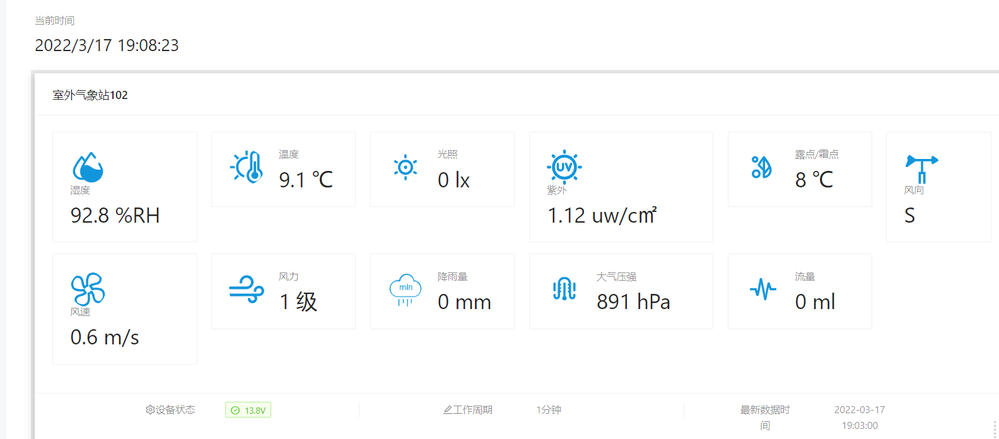 当前时间
2022/3/17 19:08:23
室外气象站102
湿度
92.8 %RH
温度
9.1 ℃
光照
0 lx
UV
紫外
1.12 uw/c㎡
露点/霜点
8 ℃
风向
S
风速
0.6 m/s
风力
1 级
min
降雨量
0 mm
大气压强
891 hPa
流量
0 ml
设备状态
13.8V
工作周期
1分钟
最新数据时
间
2022-03-17
19:03:00